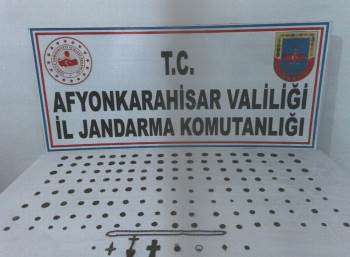 T.C.
AFYONKARAHİSAR VALİLİĞİ
İL JANDARMA KOMUTANLIĞI